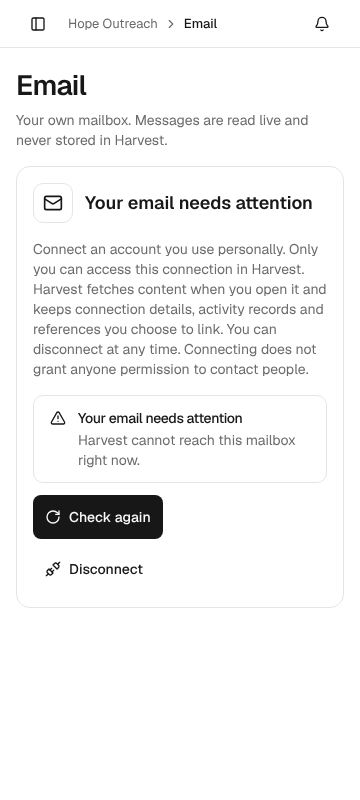 Hope Outreach > Email
Email
Your own mailbox. Messages are read live and
never stored in Harvest.
Your email needs attention
Connect an account you use personally. Only
you can access this connection in Harvest.
Harvest fetches content when you open it and
keeps connection details, activity records and
references you choose to link. You can
disconnect at any time. Connecting does not
grant anyone permission to contact people.
Your email needs attention
Harvest cannot reach this mailbox
right now.
Check again
Disconnect